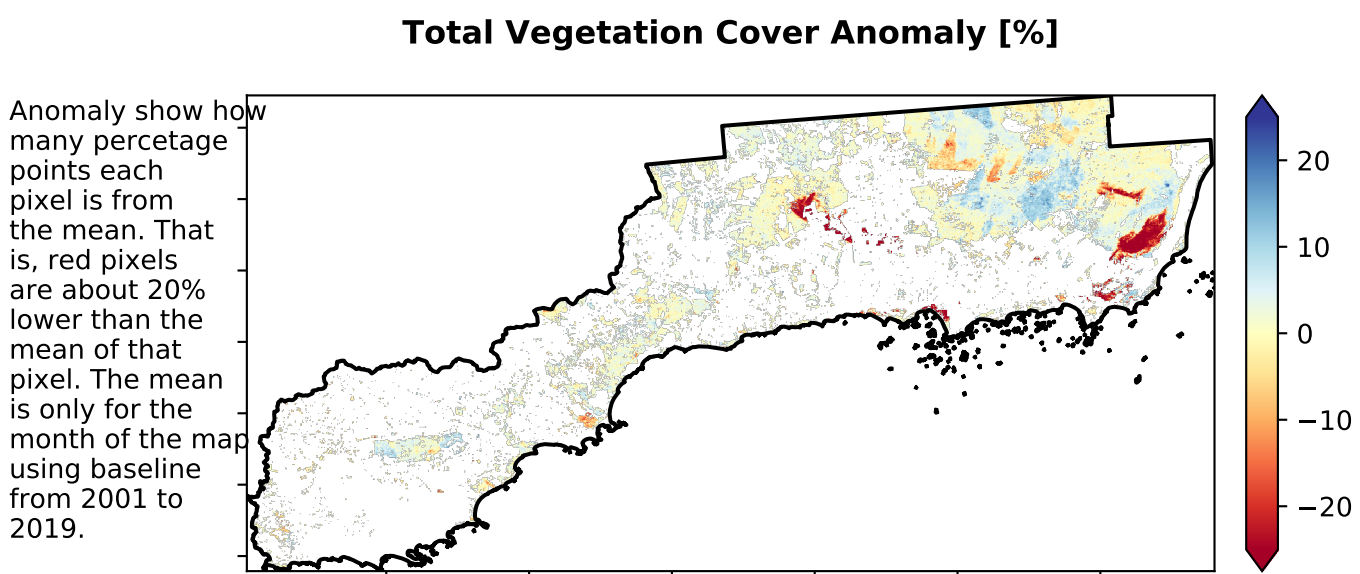 Total Vegetation Cover Anomaly [%]
Anomaly show how
many percetage
points each
pixel is from
the mean. That
is, red pixels
are about 20%
lower than the
mean of that
pixel. The mean
is only for the
month of the map
using baseline
from 2001 to
2019.
20
10
0
−10
−20